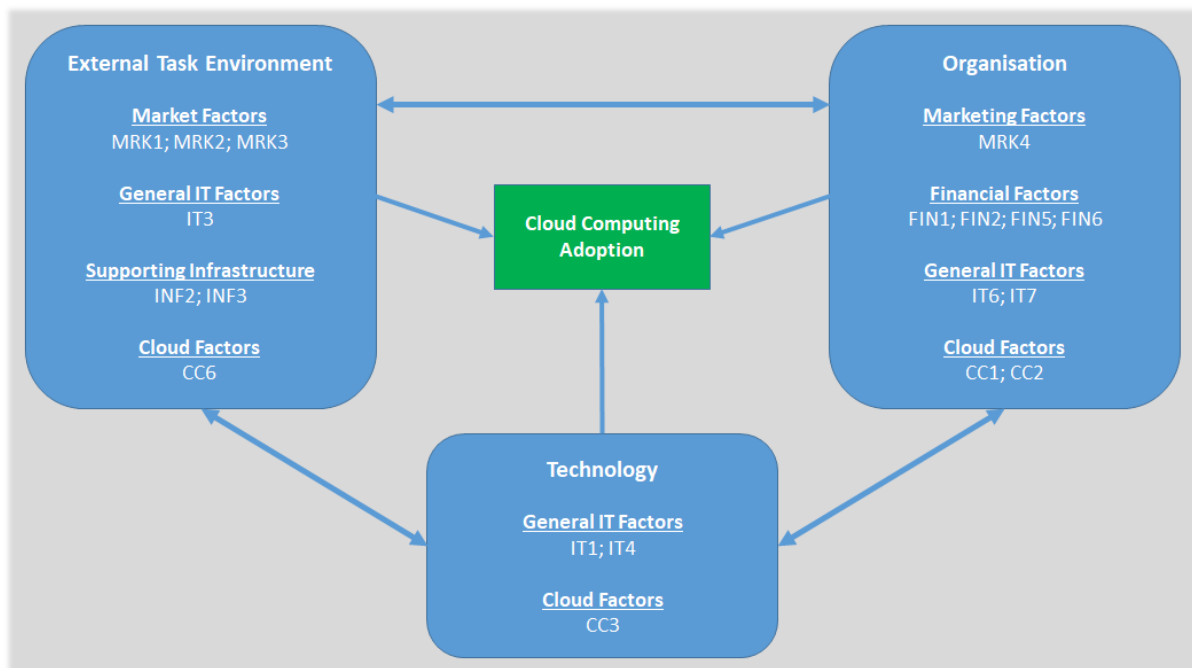 External Task Environment
Market Factors
MRK1; MRK2; MRK3
General IT Factors
IT3
Supporting Infrastructure
INF2; INF3
Cloud Factors
CC6
Cloud Computing
Adoption
Organisation
Marketing Factors
MRK4
Financial Factors
FIN1; FIN2; FIN5; FIN6
General IT Factors
IT6; IT7
Cloud Factors
CC1; CC2
Technology
General IT Factors
IT1; IT4
Cloud Factors
CC3